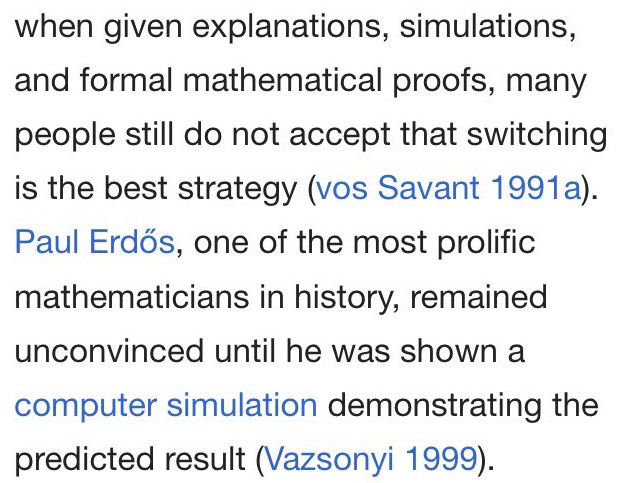 when given explanations, simulations,
and formal mathematical proofs, many
people still do not accept that switching
is the best strategy (vos Savant 1991a).
Paul Erdős, one of the most prolific
mathematicians in history, remained
unconvinced until he was shown a
computer simulation demonstrating the
predicted result (Vazsonyi 1999).